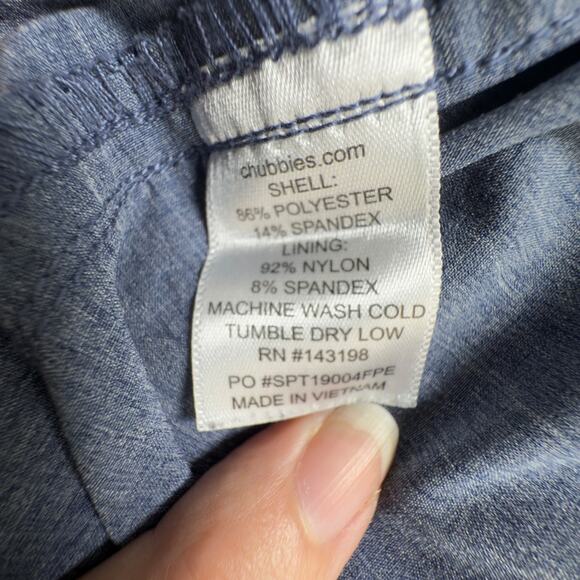 chubbies.com
SHELL:
86% POLYESTER
14% SPANDEX
LINING:
92% NYLON
8% SPANDEX
MACHINE WASH COLD
TUMBLE DRY LOW
RN #143198
PO #SPT19004FPE
MADE IN VIETNAM